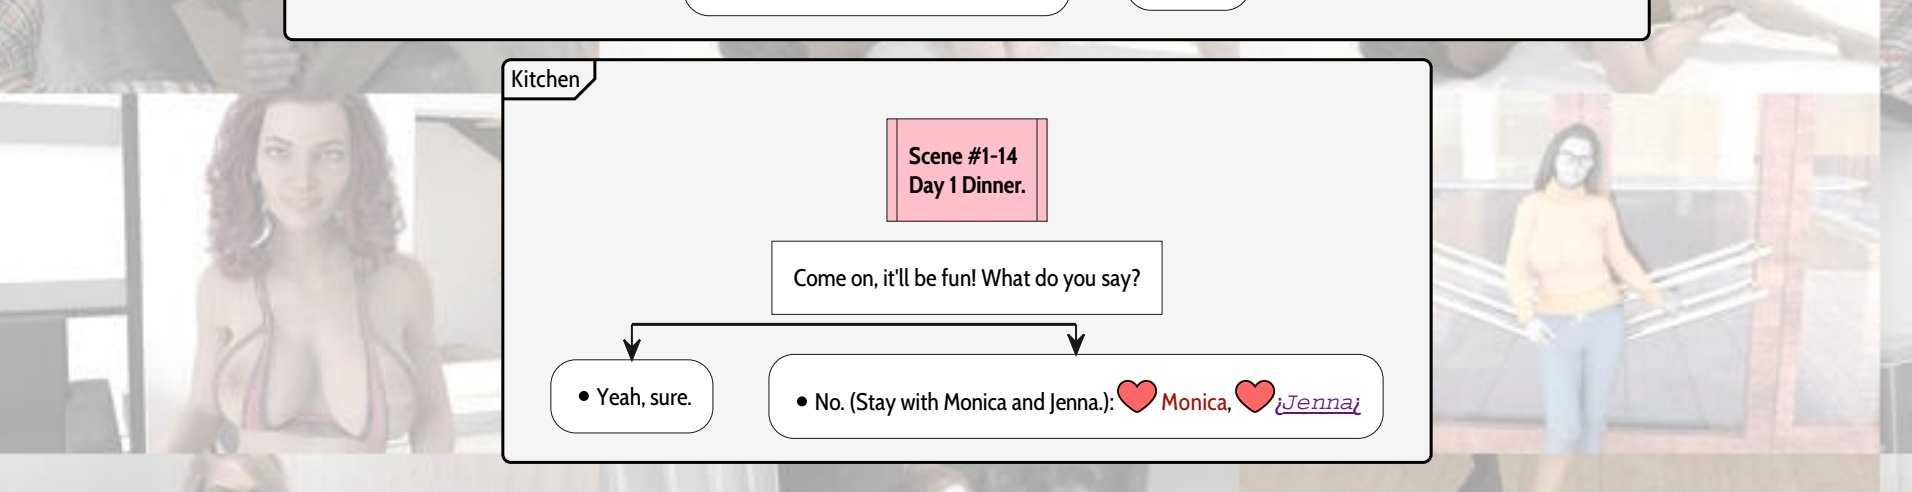 Kitchen
Scene #1-14
Day 1 Dinner.
Come on, it'll be fun! What do you say?
• Yeah, sure.
• No. (Stay with Monica and Jenna.): ❤ Monica, ❤¡Jenna¡